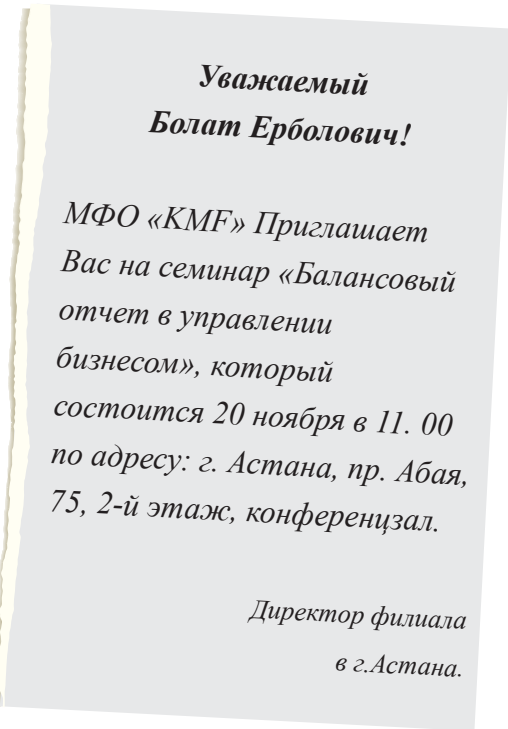 Уважаемый
Болат Ерболович!
МФО «KMF» Приглашает
Вас на семинар «Балансовый
отчет в управлении
бизнесом», который
состоится 20 ноября в 11. 00
по адресу: г. Астана, пр. Абая,
75, 2-й этаж, конференцзал.
Директор филиала
в г.Астана.